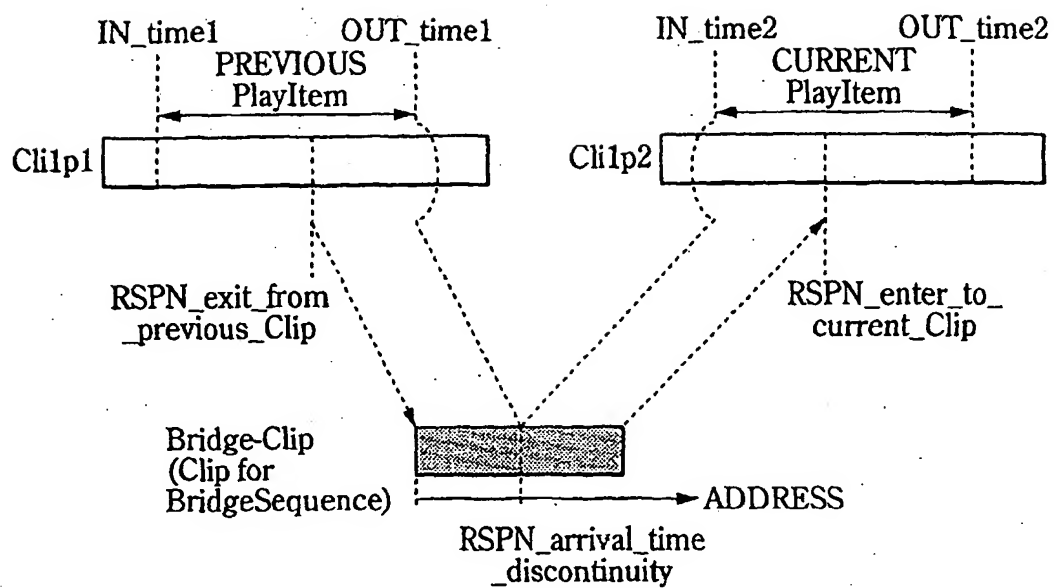 IN_time1
OUT_time1
IN_time2
OUT_time2
PREVIOUS
PlayItem
CURRENT
PlayItem
Cli1p1
Cli1p2
RSPN_exit_from
_previous_Clip
RSPN_enter_to_
current_Clip
Bridge-Clip
(Clip for
BridgeSequence)
ADDRESS
RSPN_arrival_time
_discontinuity